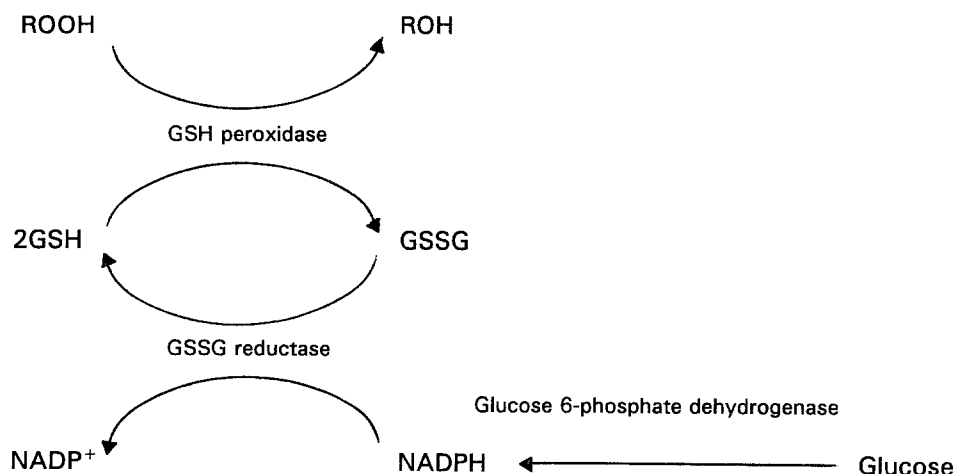 ROOH ROH
GSH peroxidase
2GSH GSSG
GSSG reductase
Glucose 6-phosphate dehydrogenase
NADP⁺ NADPH Glucose